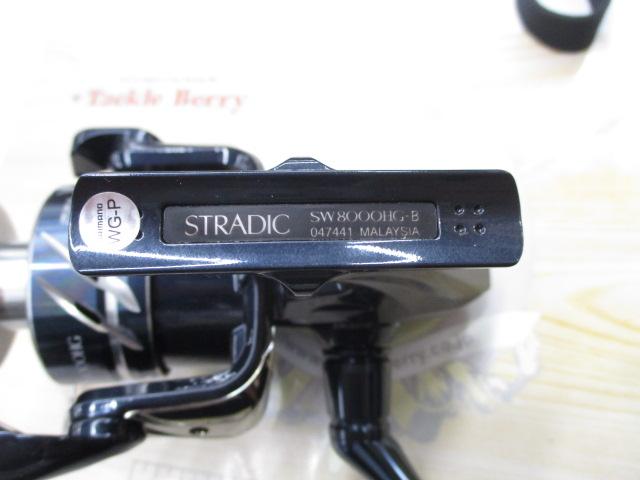 Tackle Berry
STRADIC SW8000HG-B
047441 MALAYSIA
SHIMANO
WG-P